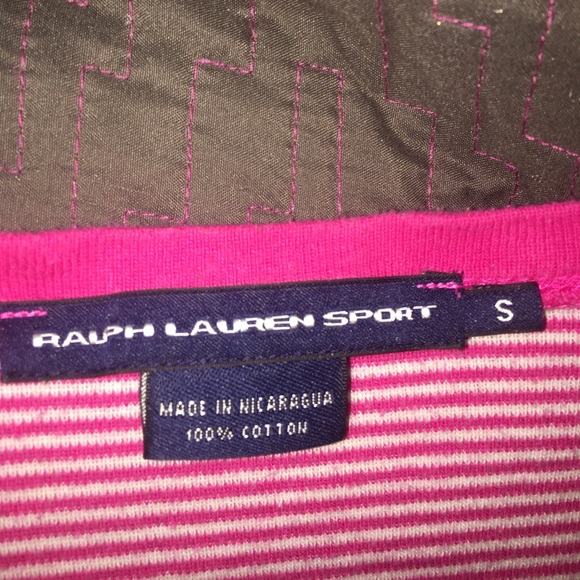 RALPH LAUREN SPORT
S
MADE IN NICARAGUA
100% COTTON